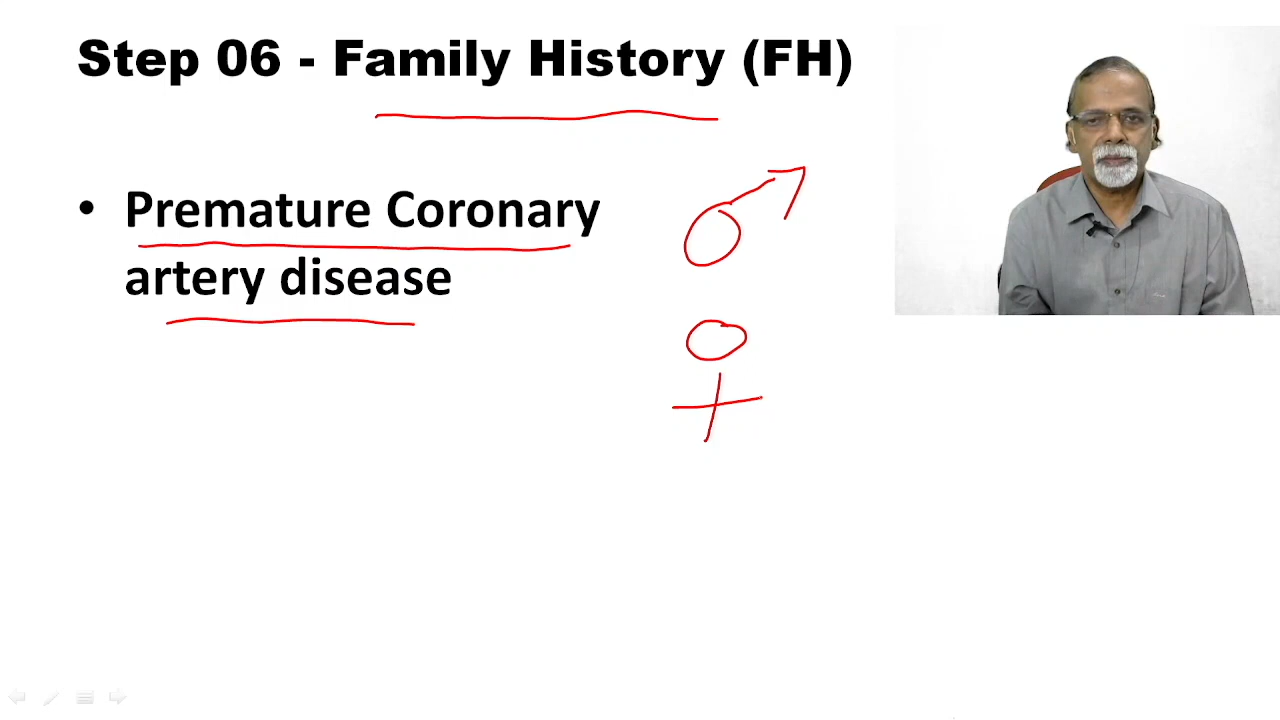 Step 06 - Family History (FH)
• Premature Coronary
artery disease